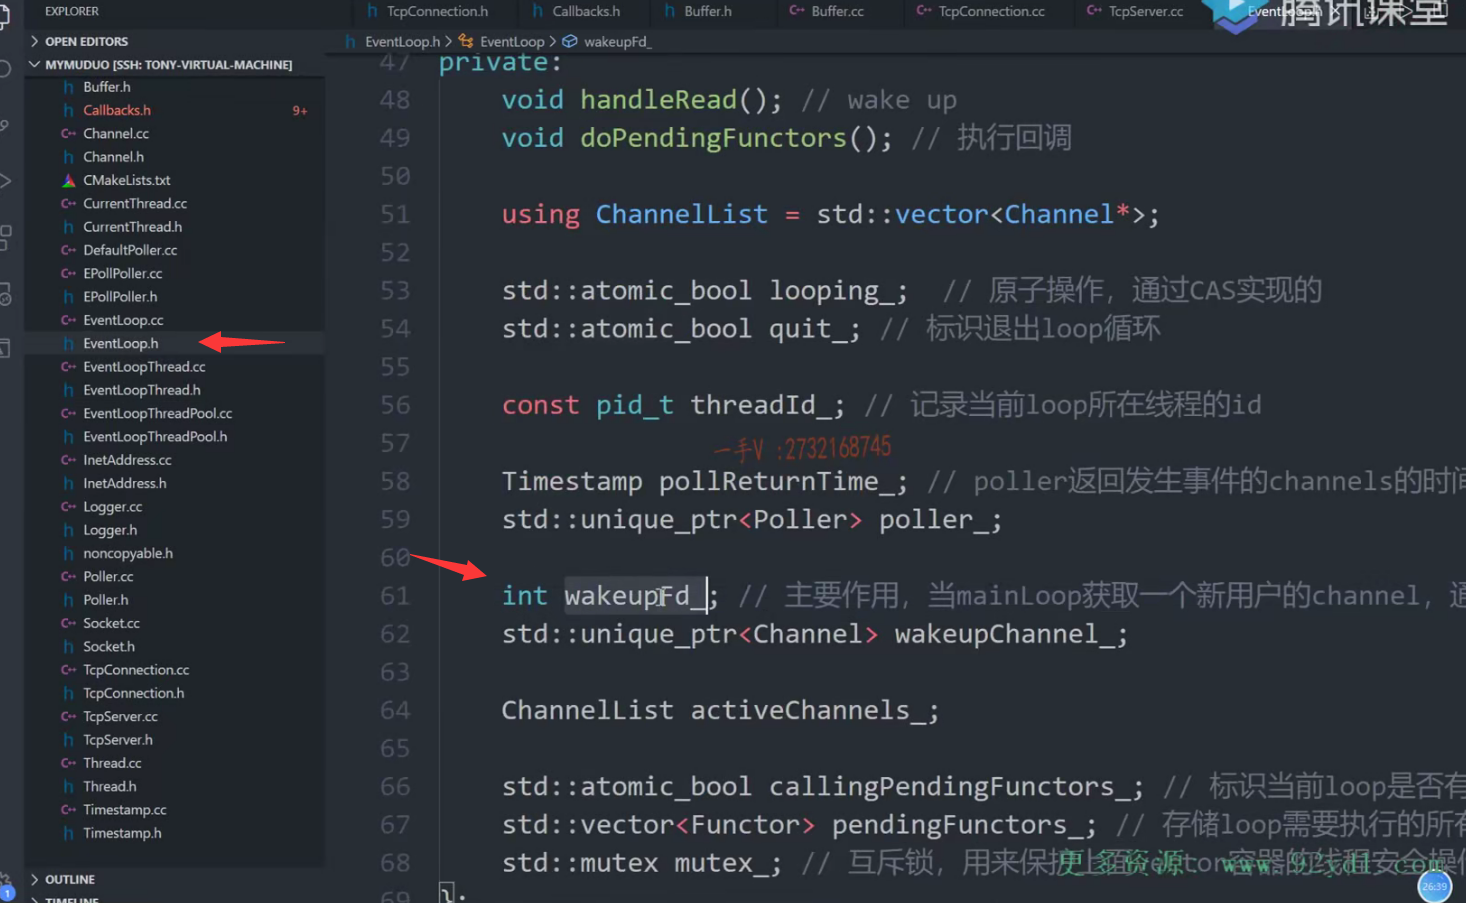 EXPLORER
TcpConnection.h
Callbacks.h
Buffer.h
Buffer.cc
TcpConnection.cc
TcpServer.cc
腾讯课堂
OPEN EDITORS
MYMUDUO [SSH: TONY-VIRTUAL-MACHINE]
Buffer.h
Callbacks.h 9+
Channel.cc
Channel.h
CMakeLists.txt
CurrentThread.cc
CurrentThread.h
DefaultPoller.cc
EPollPoller.cc
EPollPoller.h
EventLoop.cc
EventLoop.h
EventLoopThread.cc
EventLoopThread.h
EventLoopThreadPool.cc
EventLoopThreadPool.h
InetAddress.cc
InetAddress.h
Logger.cc
Logger.h
noncopyable.h
Poller.cc
Poller.h
Socket.cc
Socket.h
TcpConnection.cc
TcpConnection.h
TcpServer.cc
TcpServer.h
Thread.cc
Thread.h
Timestamp.cc
Timestamp.h
OUTLINE
TIMELINE
1
EventLoop.h > EventLoop > wakeupFd_
47 private:
48 void handleRead(); // wake up
49 void doPendingFunctors(); // 执行回调
50
51 using ChannelList = std::vector<Channel*>;
52
53 std::atomic_bool looping_; // 原子操作，通过CAS实现的
54 std::atomic_bool quit_; // 标识退出loop循环
55
56 const pid_t threadId_; // 记录当前loop所在线程的id
57
一手V :2732168745
58 Timestamp pollReturnTime_; // poller返回发生事件的channels的时间
59 std::unique_ptr<Poller> poller_;
60
61 int wakeupFd_; // 主要作用，当mainLoop获取一个新用户的channel，通
62 std::unique_ptr<Channel> wakeupChannel_;
63
64 ChannelList activeChannels_;
65
66 std::atomic_bool callingPendingFunctors_; // 标识当前loop是否有
67 std::vector<Functor> pendingFunctors_; // 存储loop需要执行的所有
68 std::mutex mutex_; // 互斥锁，用来保护上面vector容器的线程安全操作
69 };
26:39